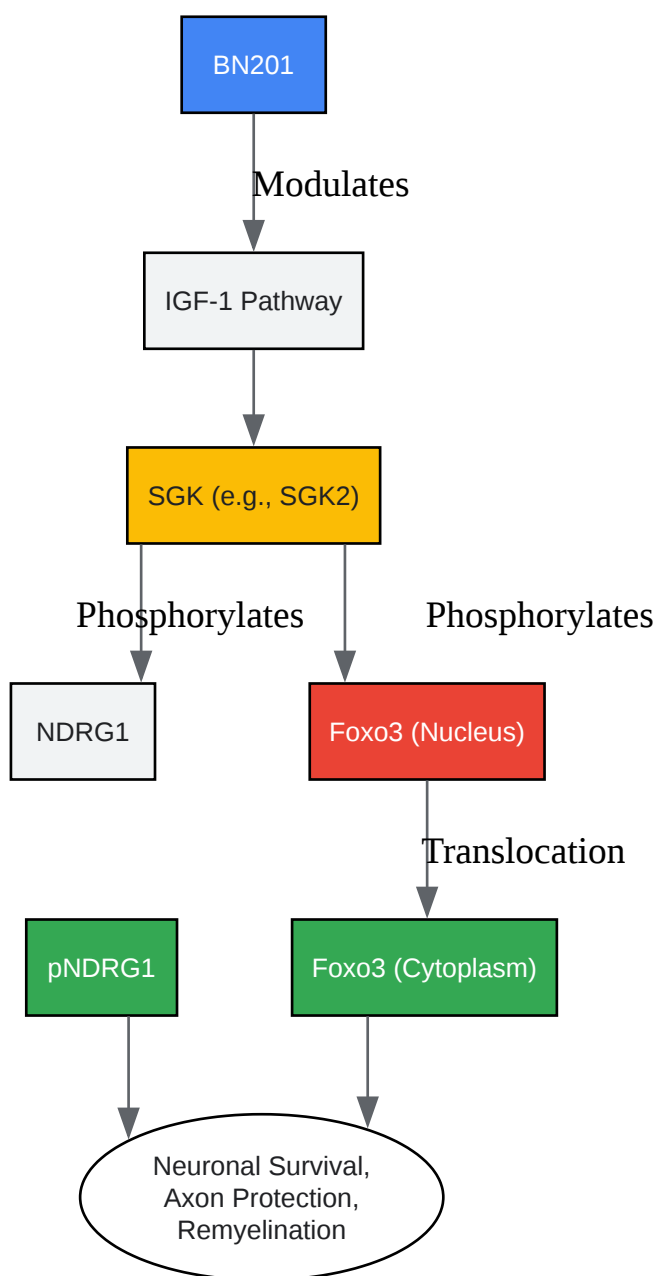 BN201
Modulates
IGF-1 Pathway
SGK (e.g., SGK2)
Phosphorylates
Phosphorylates
NDRG1
Foxo3 (Nucleus)
Translocation
pNDRG1
Foxo3 (Cytoplasm)
Neuronal Survival,
Axon Protection,
Remyelination